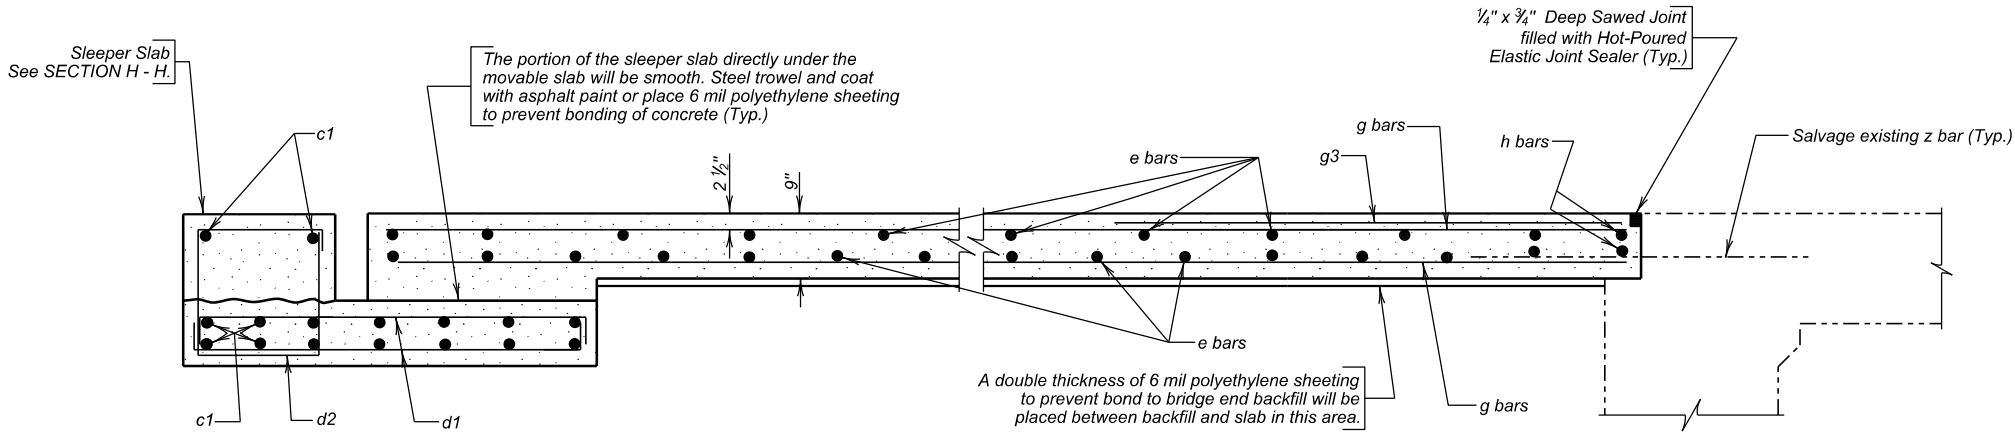 Sleeper Slab
See SECTION H - H.
The portion of the sleeper slab directly under the
movable slab will be smooth. Steel trowel and coat
with asphalt paint or place 6 mil polyethylene sheeting
to prevent bonding of concrete (Typ.)
1/4" x 3/4" Deep Sawed Joint
filled with Hot-Poured
Elastic Joint Sealer (Typ.)
c1
2 1/2"
9"
e bars
g bars
g3
h bars
Salvage existing z bar (Typ.)
c1
d2
d1
e bars
A double thickness of 6 mil polyethylene sheeting
to prevent bond to bridge end backfill will be
placed between backfill and slab in this area.
g bars